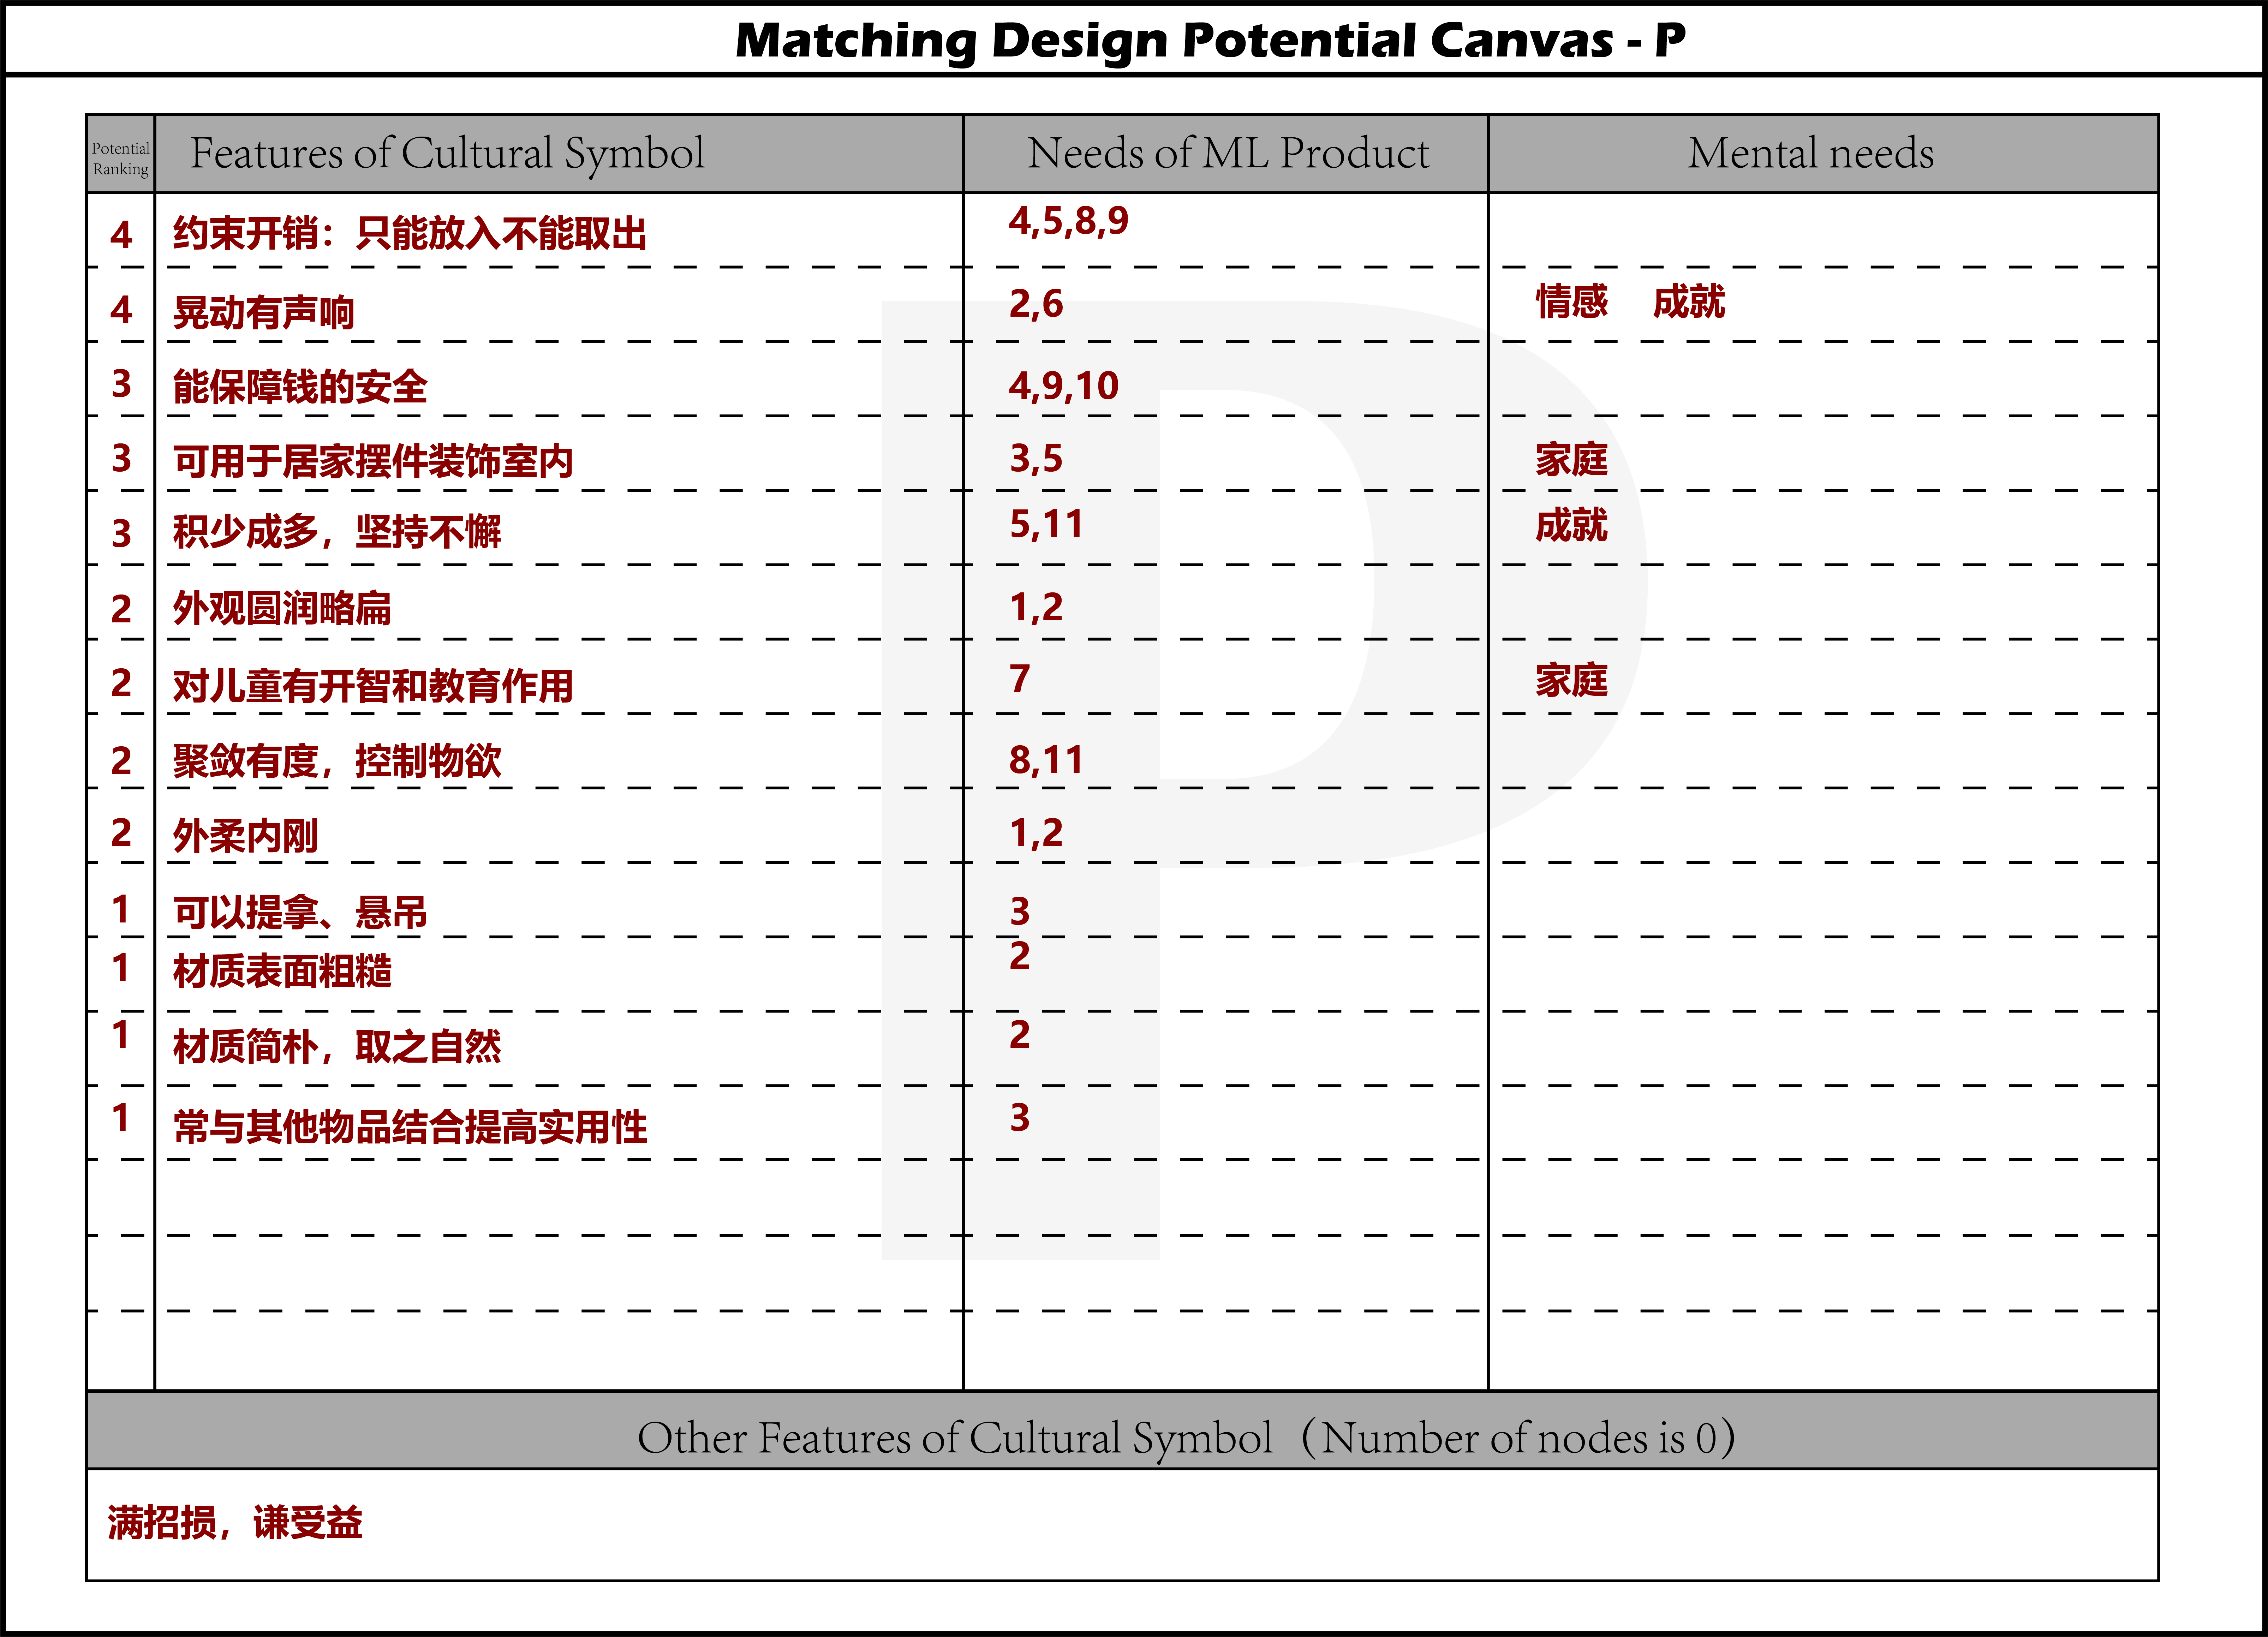 Matching Design Potential Canvas - P
Potential Ranking Features of Cultural Symbol Needs of ML Product Mental needs
4 约束开销：只能放入不能取出 4,5,8,9
4 晃动有声响 2,6 情感 成就
3 能保障钱的安全 4,9,10
3 可用于居家摆件装饰室内 3,5 家庭
3 积少成多，坚持不懈 5,11 成就
2 外观圆润略扁 1,2
2 对儿童有开智和教育作用 7 家庭
2 聚敛有度，控制物欲 8,11
2 外柔内刚 1,2
1 可以提拿、悬吊 3
1 材质表面粗糙 2
1 材质简朴，取之自然 2
1 常与其他物品结合提高实用性 3
Other Features of Cultural Symbol（Number of nodes is 0）
满招损，谦受益
P